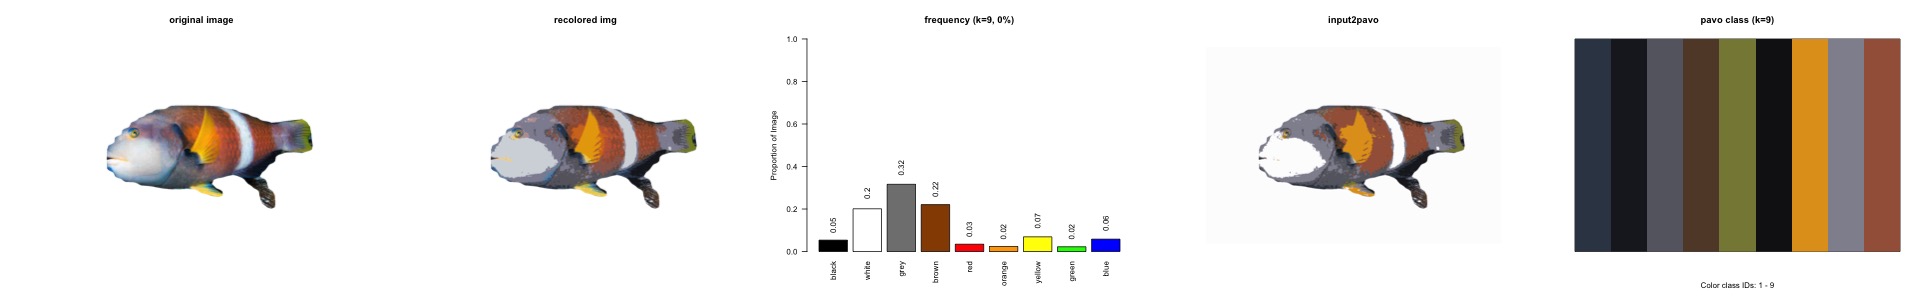 original image
recolored img
frequency (k=9, 0%)
input2pavo
pavo class (k=9)
Proportion of Image
1.0
0.8
0.6
0.4
0.2
0.0
0.05
0.2
0.32
0.22
0.03
0.02
0.07
0.02
0.06
black
white
grey
brown
red
orange
yellow
green
blue
Color class IDs: 1 - 9